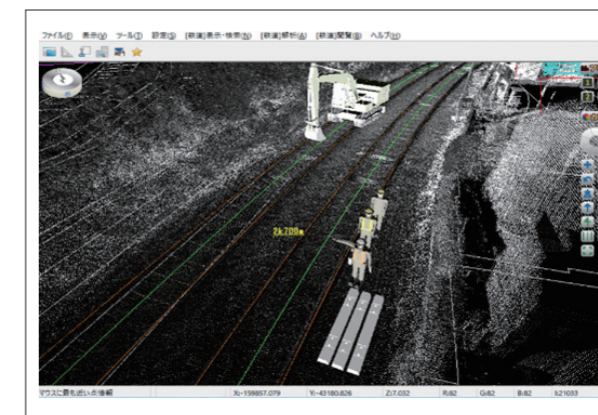 ファイル(F) 表示(V) ツール(T) 設定(S) [鉄道]表示・検索(N) [鉄道]解析(A) [鉄道]閲覧(B) ヘルプ(H)
2k700m
マウスに最も近い点情報 X:-159857.079 Y:-43180.826 Z:7.032 R:82 G:82 B:82 I:21033